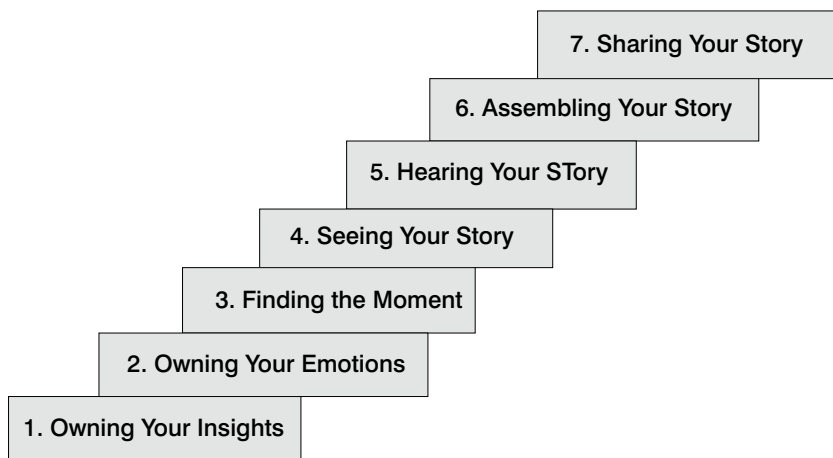 7. Sharing Your Story
6. Assembling Your Story
5. Hearing Your STory
4. Seeing Your Story
3. Finding the Moment
2. Owning Your Emotions
1. Owning Your Insights